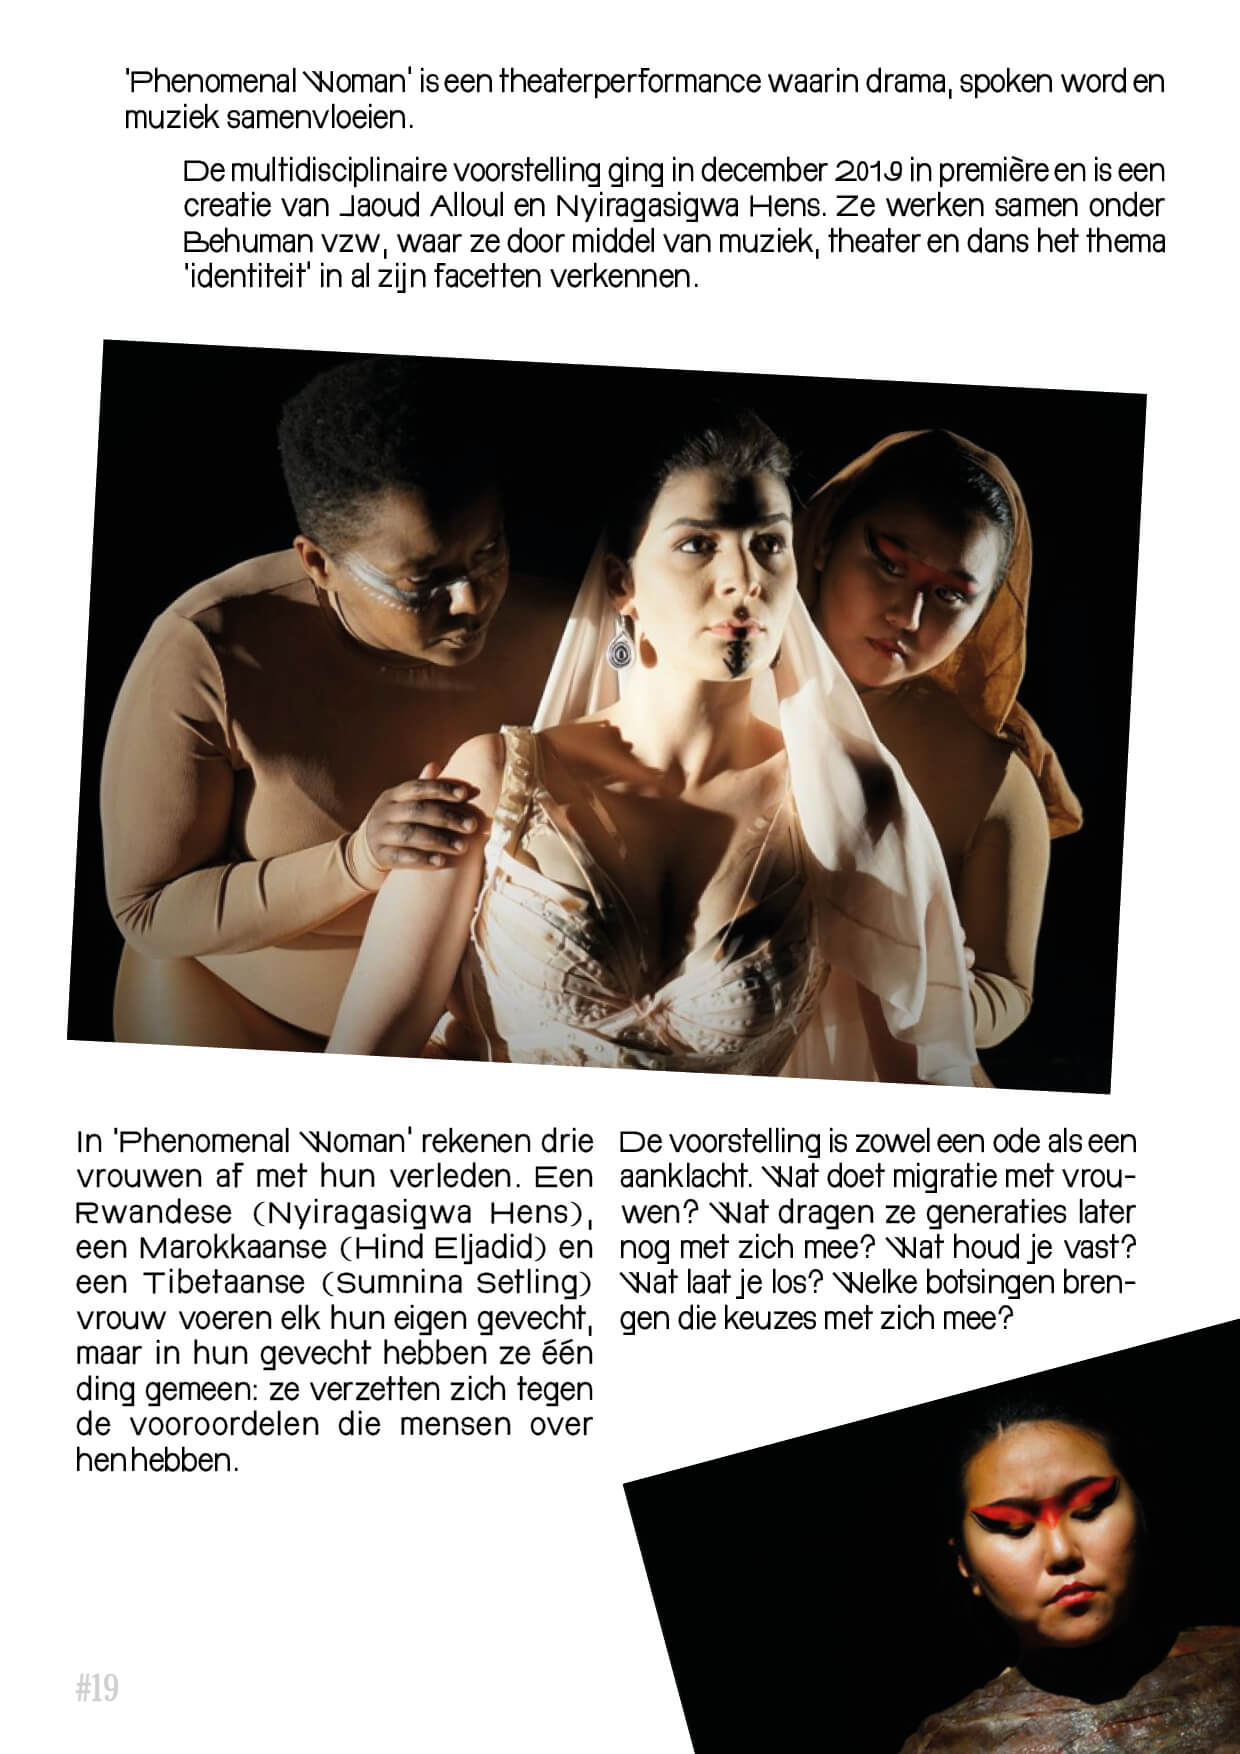 'Phenomenal Woman' is een theaterperformance waarin drama, spoken word en
muziek samenvloeien.
De multidisciplinaire voorstelling ging in december 2019 in première en is een
creatie van Jaoud Alloul en Nyiragasigwa Hens. Ze werken samen onder
Behuman vzw, waar ze door middel van muziek, theater en dans het thema
'identiteit' in al zijn facetten verkennen.
In 'Phenomenal Woman' rekenen drie
vrouwen af met hun verleden. Een
Rwandese (Nyiragasigwa Hens),
een Marokkaanse (Hind Eljadid) en
een Tibetaanse (Sumnina Setling)
vrouw voeren elk hun eigen gevecht,
maar in hun gevecht hebben ze één
ding gemeen: ze verzetten zich tegen
de vooroordelen die mensen over
hen hebben.
De voorstelling is zowel een ode als een
aanklacht. Wat doet migratie met vrou-
wen? Wat dragen ze generaties later
nog met zich mee? Wat houd je vast?
Wat laat je los? Welke botsingen bren-
gen die keuzes met zich mee?
#19